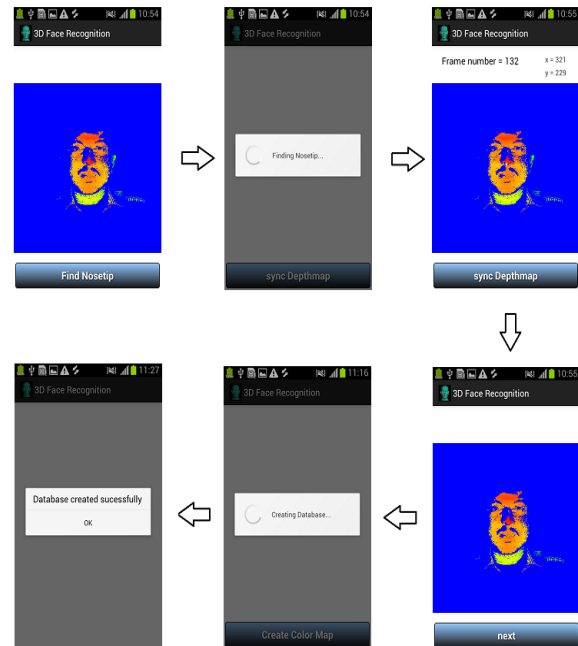 10:54
3D Face Recognition
Find Nosetip
10:54
3D Face Recognition
Finding Nosetip...
sync Depthmap
10:55
3D Face Recognition
Frame number = 132
x = 321
y = 229
sync Depthmap
10:55
3D Face Recognition
next
11:16
3D Face Recognition
Creating Database...
Create Color Map
11:27
3D Face Recognition
Database created sucessfully
OK